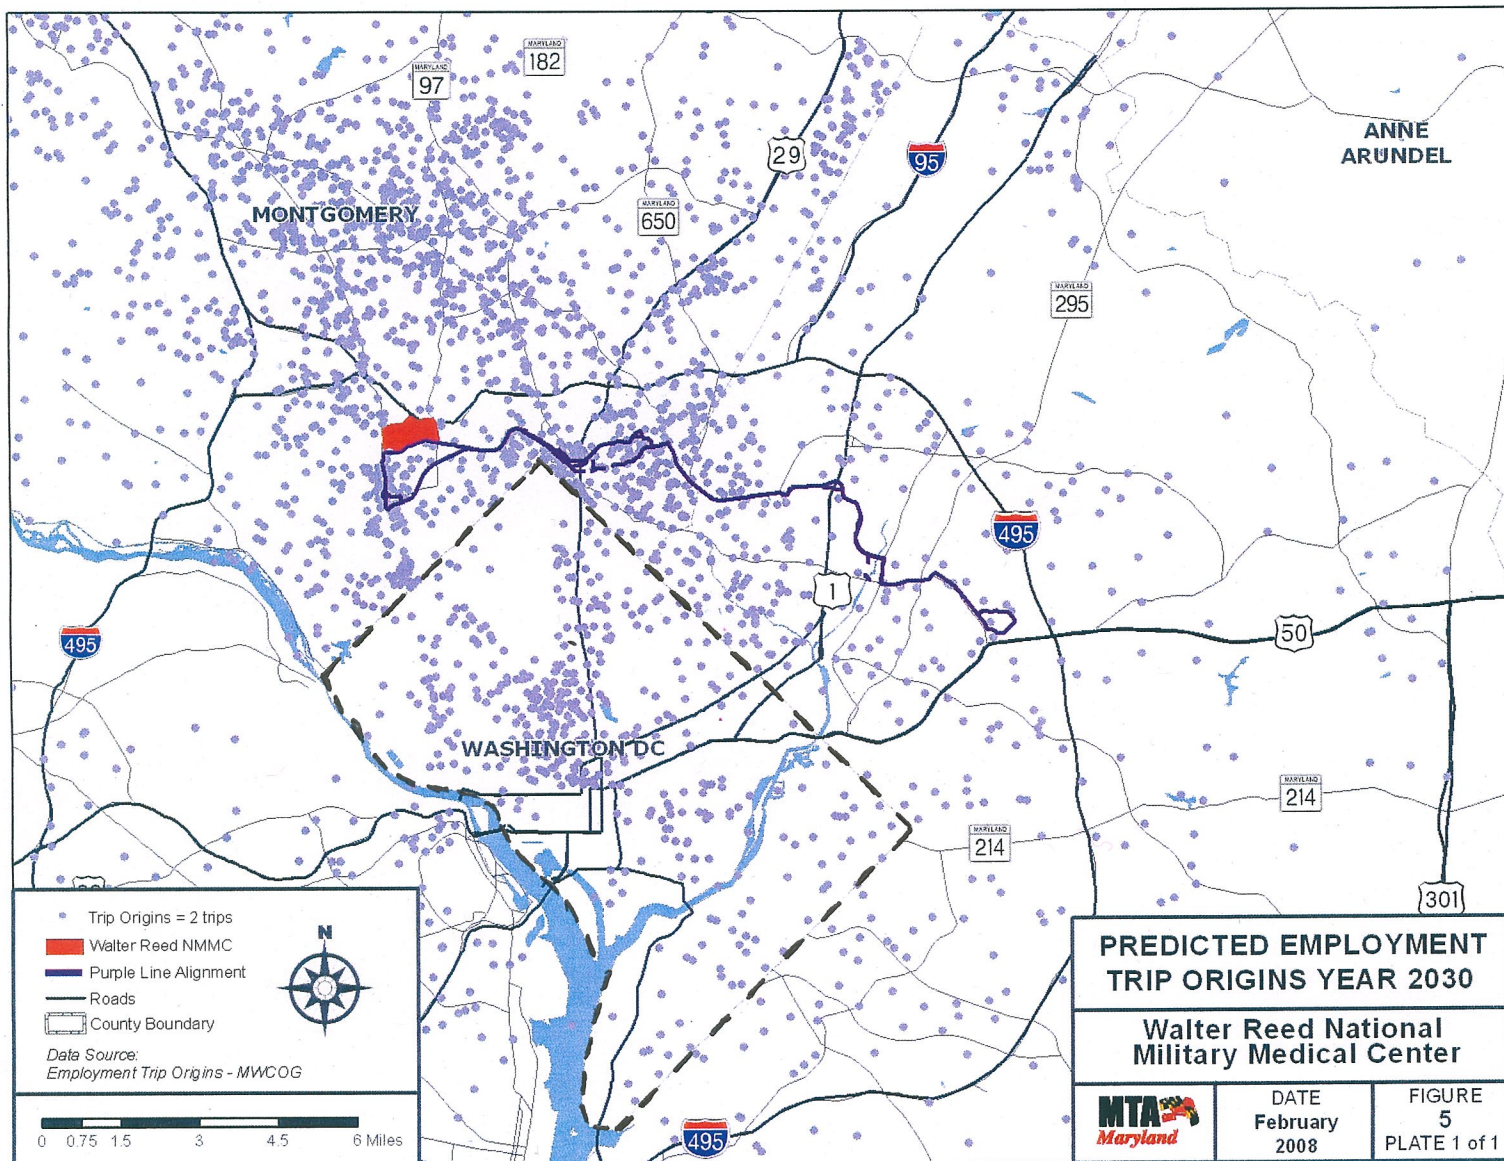 MARYLAND
182
MARYLAND
97
29
95
ANNE
ARUNDEL
MONTGOMERY
MARYLAND
650
MARYLAND
295
495
1
50
495
WASHINGTON DC
MARYLAND
214
MARYLAND
214
301
495
Trip Origins = 2 trips
Walter Reed NMMC
Purple Line Alignment
Roads
County Boundary
Data Source:
Employment Trip Origins - MWCOG
N
0 0.75 1.5 3 4.5 6 Miles
PREDICTED EMPLOYMENT
TRIP ORIGINS YEAR 2030
Walter Reed National
Military Medical Center
MTA
Maryland
DATE
February
2008
FIGURE
5
PLATE 1 of 1